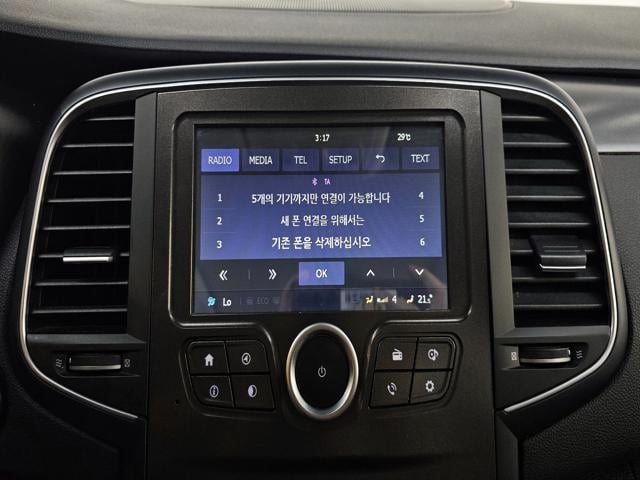 3:17 29℃
RADIO MEDIA TEL SETUP TEXT
TA
1 5개의 기기까지만 연결이 가능합니다 4
2 새 폰 연결을 위해서는 5
3 기존 폰을 삭제하십시오 6
OK
Lo ECO 4 21.°